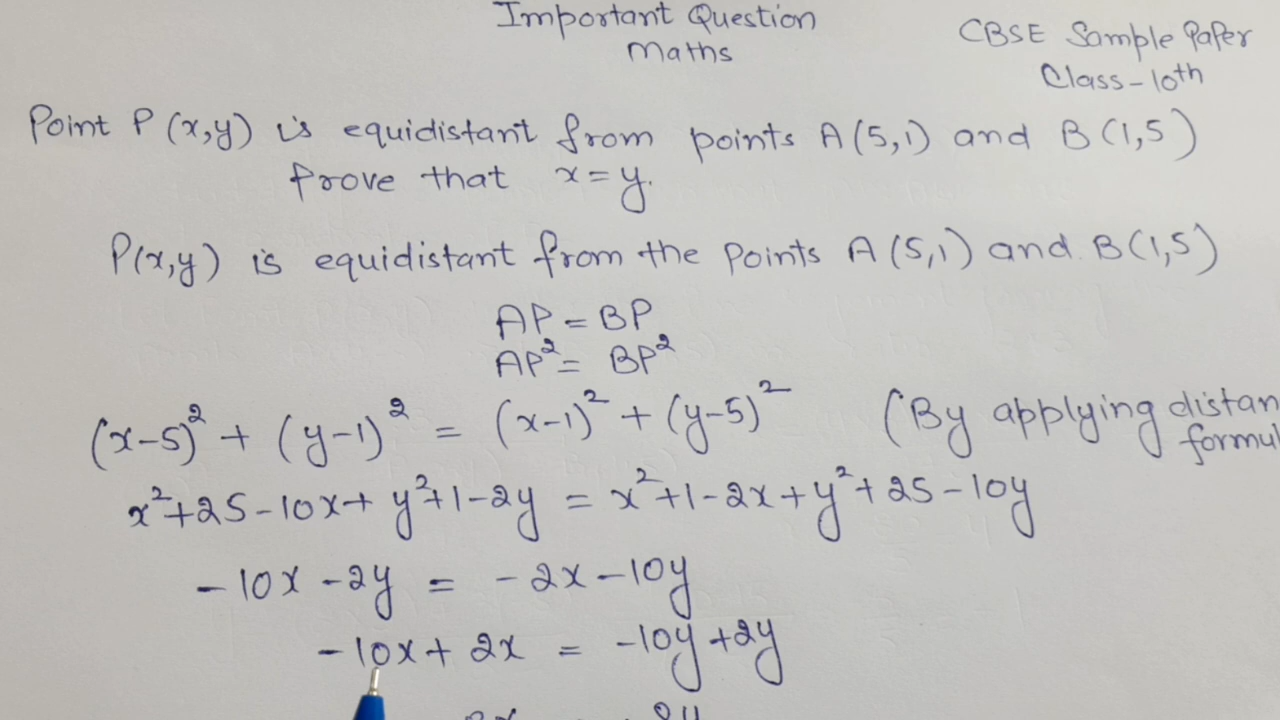 Important Question
Maths
CBSE Sample Paper
Class-10th
Point P (x,y) is equidistant from points A(5,1) and B(1,5)
Prove that x=y.
P(x,y) is equidistant from the points A(5,1) and B(1,5)
AP = BP
AP² = BP²
(x-5)² + (y-1)² = (x-1)² + (y-5)² (By applying distan
formul
x²+25-10x+y²+1-2y = x²+1-2x+y²+25-10y
-10x-2y = -2x-10y
-10x+2x = -10y+2y